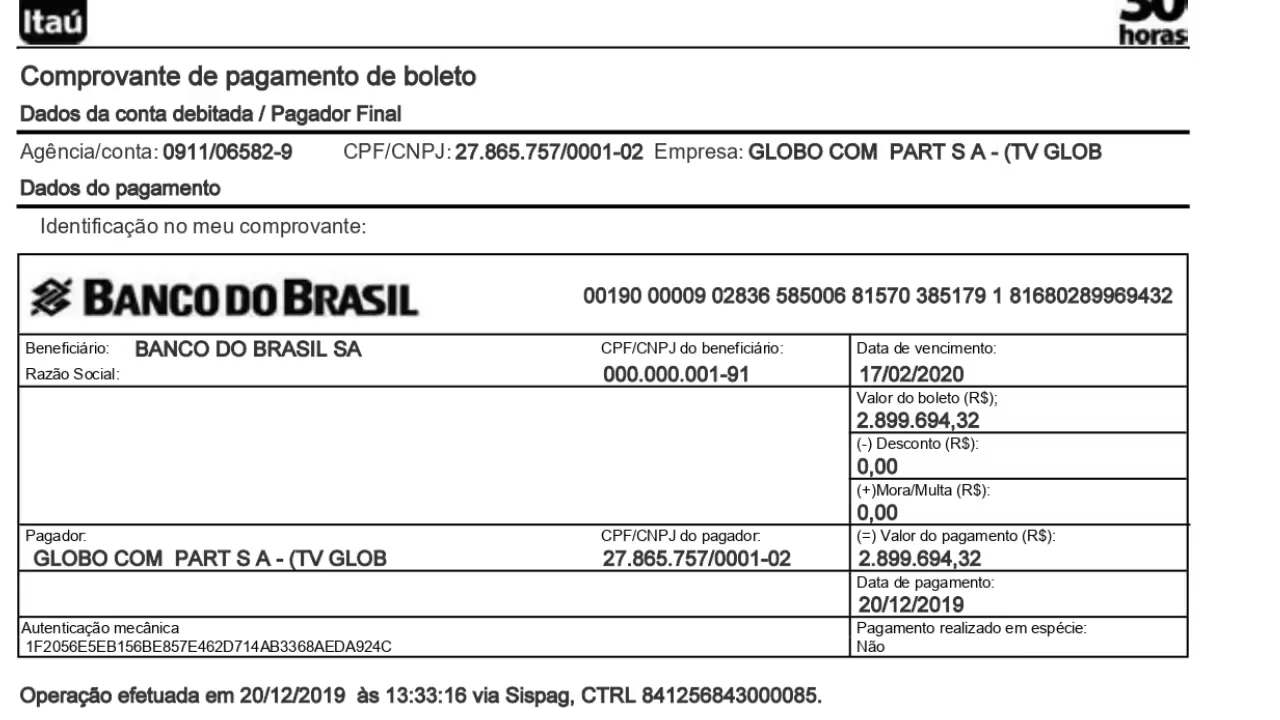 Itaú
30
horas
Comprovante de pagamento de boleto
Dados da conta debitada / Pagador Final
Agência/conta: 0911/06582-9 CPF/CNPJ: 27.865.757/0001-02 Empresa: GLOBO COM PART S A - (TV GLOB
Dados do pagamento
Identificação no meu comprovante:
BANCO DO BRASIL 00190 00009 02836 585006 81570 385179 1 81680289969432
Beneficiário: BANCO DO BRASIL SA CPF/CNPJ do beneficiário: Data de vencimento:
Razão Social: 000.000.001-91 17/02/2020
Valor do boleto (R$);
2.899.694,32
(-) Desconto (R$):
0,00
(+)Mora/Multa (R$):
0,00
Pagador: CPF/CNPJ do pagador: (=) Valor do pagamento (R$):
GLOBO COM PART S A - (TV GLOB 27.865.757/0001-02 2.899.694,32
Data de pagamento:
20/12/2019
Autenticação mecânica Pagamento realizado em espécie:
1F2056E5EB156BE857E462D714AB3368AEDA924C Não
Operação efetuada em 20/12/2019 às 13:33:16 via Sispag, CTRL 841256843000085.